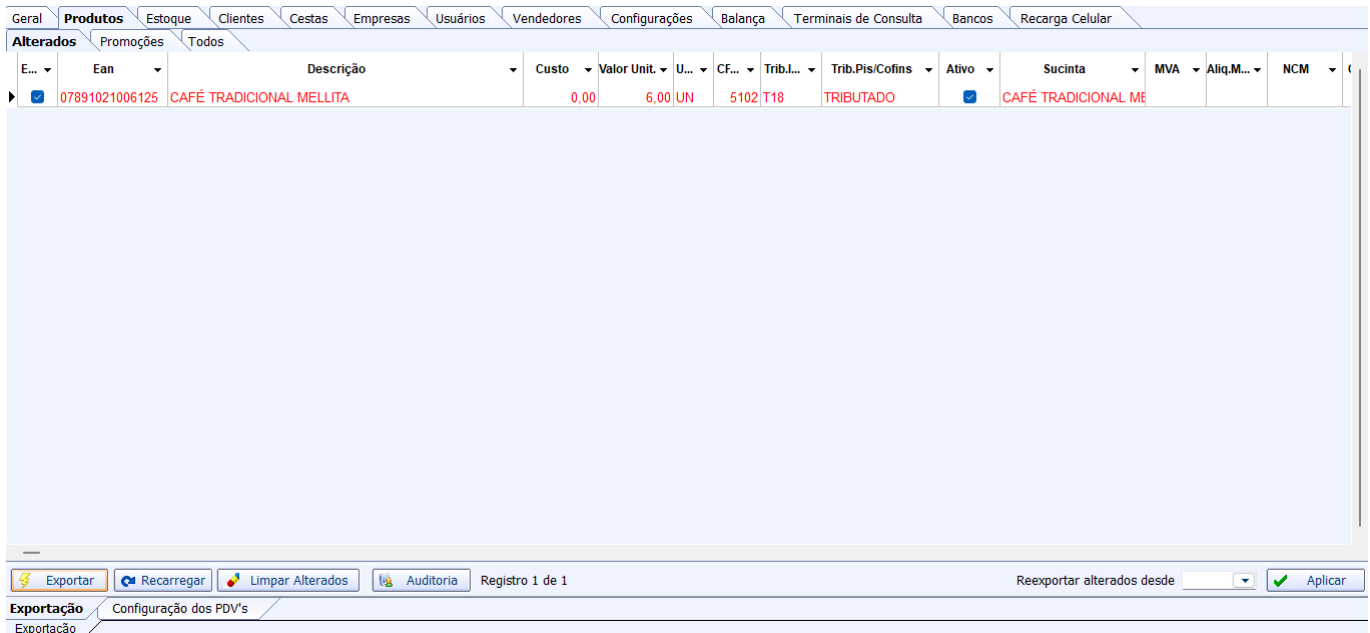 Geral Produtos Estoque Clientes Cestas Empresas Usuários Vendedores Configurações Balança Terminais de Consulta Bancos Recarga Celular
Alterados Promoções Todos
E... Ean Descrição Custo Valor Unit. U... CF... Trib.I... Trib.Pis/Cofins Ativo Sucinta MVA Aliq.M... NCM
07891021006125 CAFÉ TRADICIONAL MELLITA 0,00 6,00 UN 5102 T18 TRIBUTADO CAFÉ TRADICIONAL ME
Exportar Recarregar Limpar Alterados Auditoria Registro 1 de 1 Reexportar alterados desde Aplicar
Exportação Configuração dos PDV's
Exportação